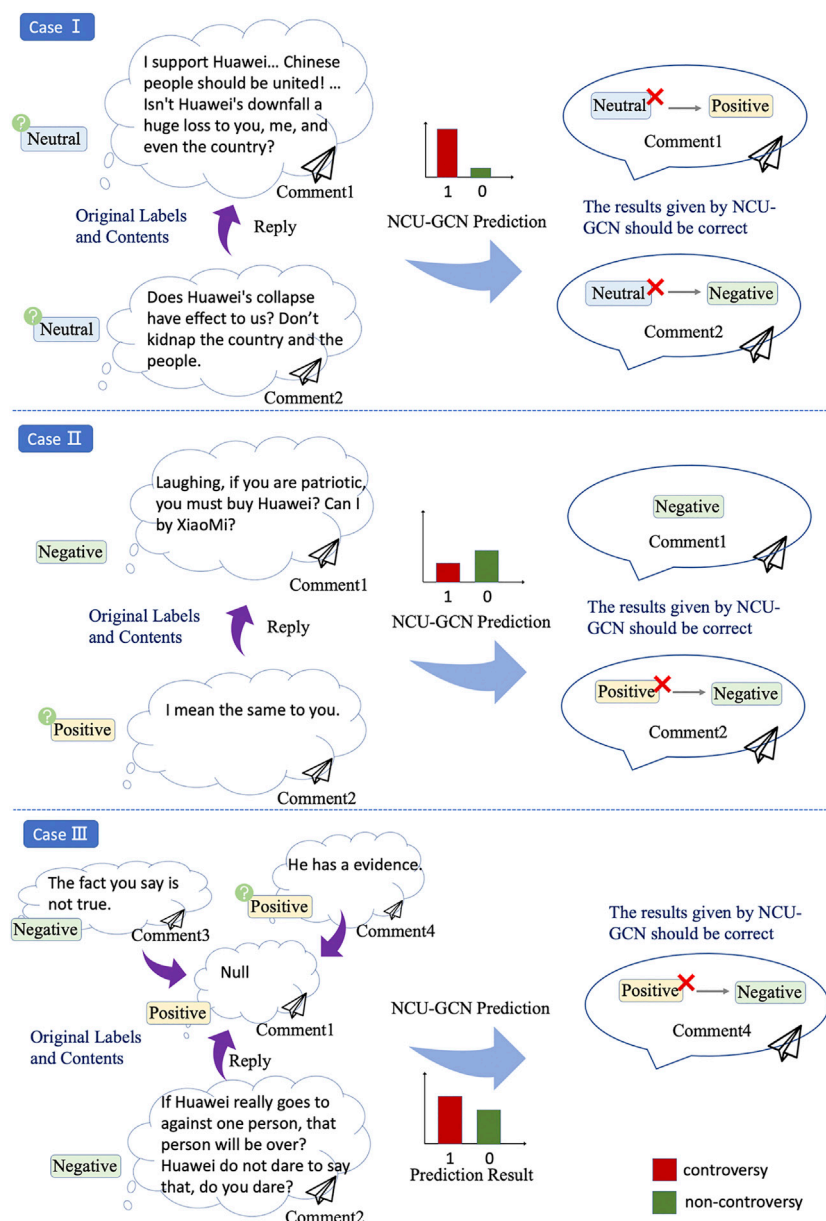 Case Ⅰ
I support Huawei... Chinese
people should be united! ...
Isn't Huawei's downfall a
huge loss to you, me, and
even the country?
?
Neutral
Comment1
Original Labels
and Contents
Reply
Does Huawei's collapse
have effect to us? Don't
kidnap the country and the
people.
?
Neutral
Comment2
1 0
NCU-GCN Prediction
Neutral Positive
Comment1
The results given by NCU-
GCN should be correct
Neutral Negative
Comment2
Case Ⅱ
Laughing, if you are patriotic,
you must buy Huawei? Can I
by XiaoMi?
Negative
Comment1
Original Labels
and Contents
Reply
I mean the same to you.
?
Positive
Comment2
1 0
NCU-GCN Prediction
Negative
Comment1
The results given by NCU-
GCN should be correct
Positive Negative
Comment2
Case Ⅲ
The fact you say is
not true.
Negative
Comment3
He has a evidence.
?
Positive
Comment4
Null
Positive
Comment1
Original Labels
and Contents
Reply
If Huawei really goes to
against one person, that
person will be over?
Huawei do not dare to say
that, do you dare?
Negative
Comment2
NCU-GCN Prediction
1 0
Prediction Result
The results given by NCU-
GCN should be correct
Positive Negative
Comment4
controversy
non-controversy